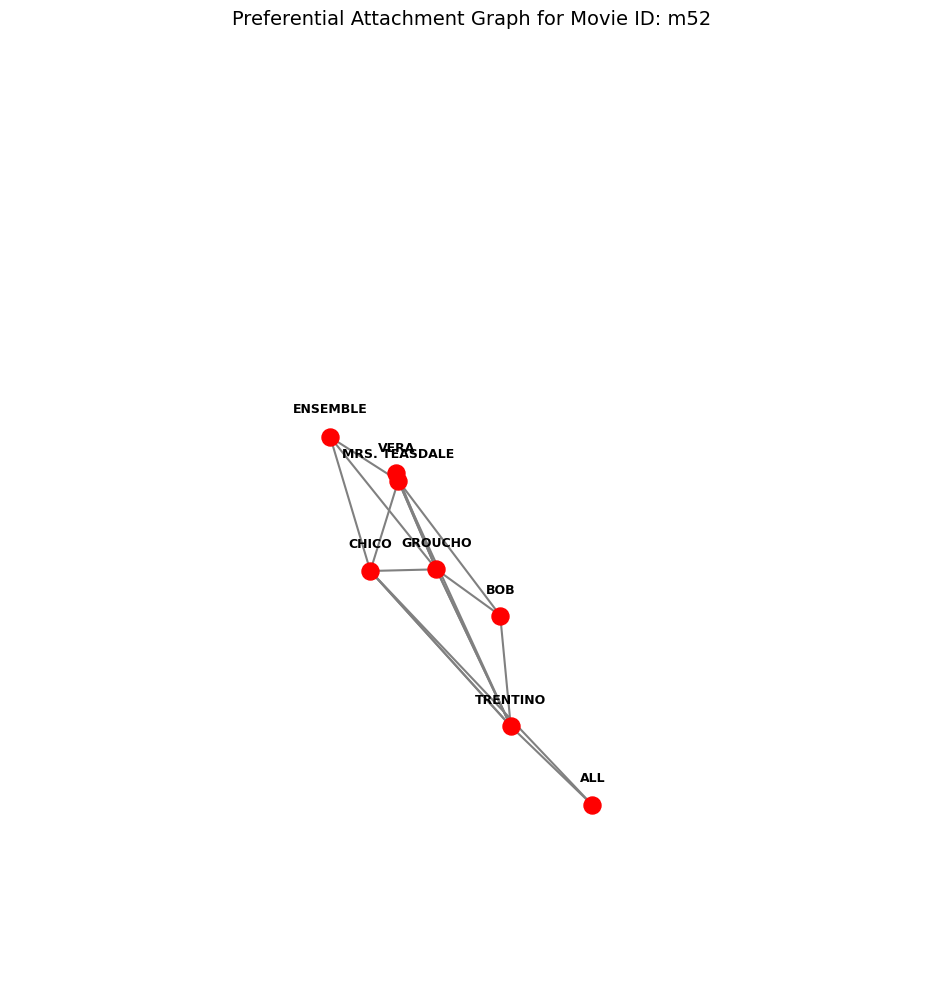 Preferential Attachment Graph for Movie ID: m52
ENSEMBLE
VERA
MRS. TEASDALE
CHICO
GROUCHO
BOB
TRENTINO
ALL